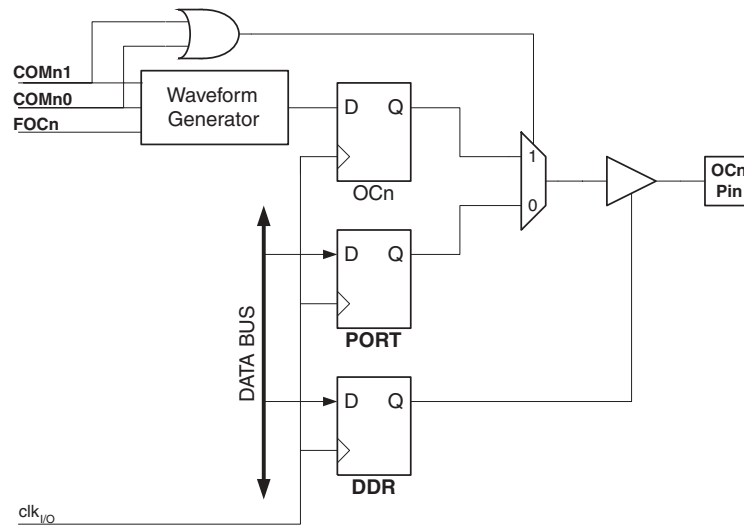 COMn1
COMn0
FOCn
Waveform
Generator
D Q
OCn
1
0
OCn
Pin
D Q
PORT
DATA BUS
D Q
DDR
clkI/O